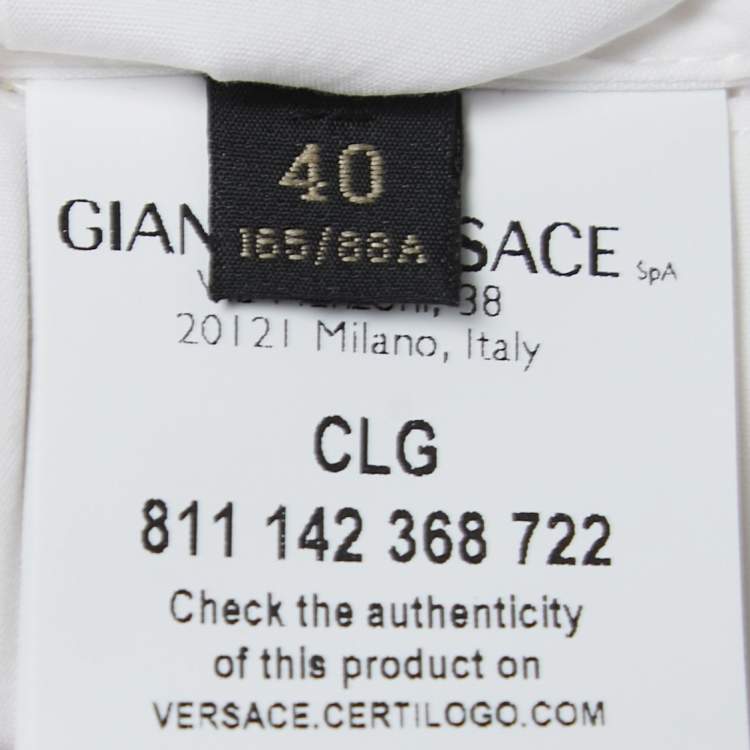 40
165/88A
GIAN SACE SpA
38
20121 Milano, Italy
CLG
811 142 368 722
Check the authenticity
of this product on
VERSACE.CERTILOGO.COM